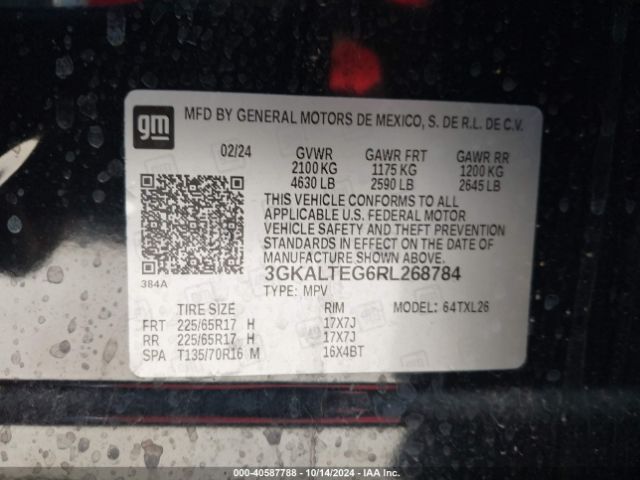 gm
MFD BY GENERAL MOTORS DE MEXICO, S. DE R.L. DE C.V.
02/24 GVWR GAWR FRT GAWR RR
2100 KG 1175 KG 1200 KG
4630 LB 2590 LB 2645 LB
THIS VEHICLE CONFORMS TO ALL
APPLICABLE U.S. FEDERAL MOTOR
VEHICLE SAFETY AND THEFT PREVENTION
STANDARDS IN EFFECT ON THE DATE OF
MANUFACTURE SHOWN ABOVE.
3GKALTEG6RL268784
384A
TYPE: MPV
TIRE SIZE RIM MODEL: 64TXL26
FRT 225/65R17 H 17X7J
RR 225/65R17 H 17X7J
SPA T135/70R16 M 16X4BT
(Stock No: 40587788 - 10/14/2024 - IAA Inc.